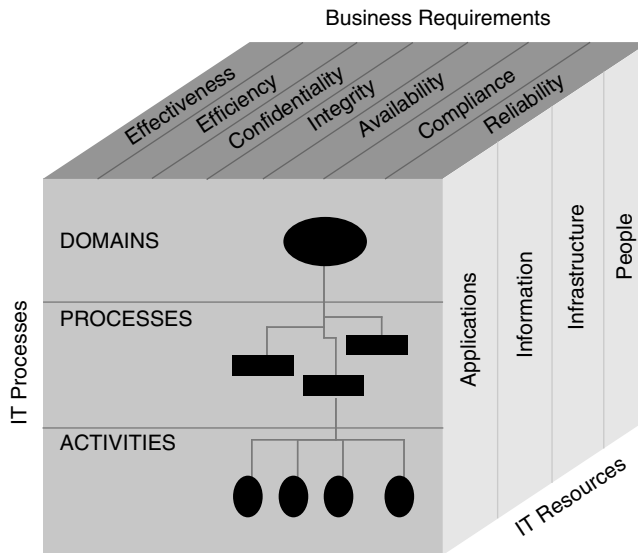 Business Requirements
Effectiveness
Efficiency
Confidentiality
Integrity
Availability
Compliance
Reliability
DOMAINS
PROCESSES
ACTIVITIES
IT Processes
Applications
Information
Infrastructure
People
IT Resources